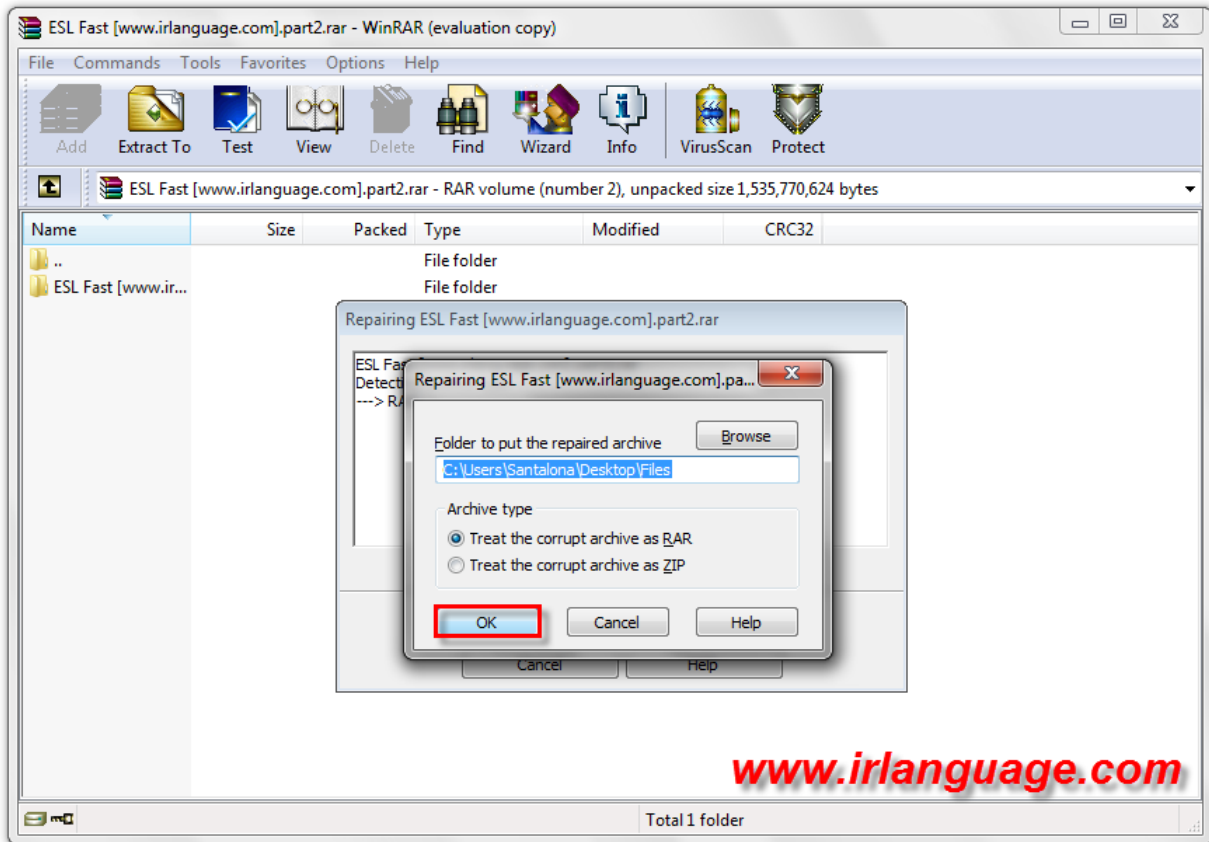 ESL Fast [www.irlanguage.com].part2.rar - WinRAR (evaluation copy)
File Commands Tools Favorites Options Help
Add Extract To Test View Delete Find Wizard Info VirusScan Protect
ESL Fast [www.irlanguage.com].part2.rar - RAR volume (number 2), unpacked size 1,535,770,624 bytes
Name Size Packed Type Modified CRC32
.. File folder
ESL Fast [www.ir... File folder
Repairing ESL Fast [www.irlanguage.com].part2.rar
ESL Fas
Detecti
---> RA
Repairing ESL Fast [www.irlanguage.com].pa...
Folder to put the repaired archive Browse
C:\Users\Santalona\Desktop\Files
Archive type
Treat the corrupt archive as RAR
Treat the corrupt archive as ZIP
OK Cancel Help
Cancel Help
www.irlanguage.com
Total 1 folder